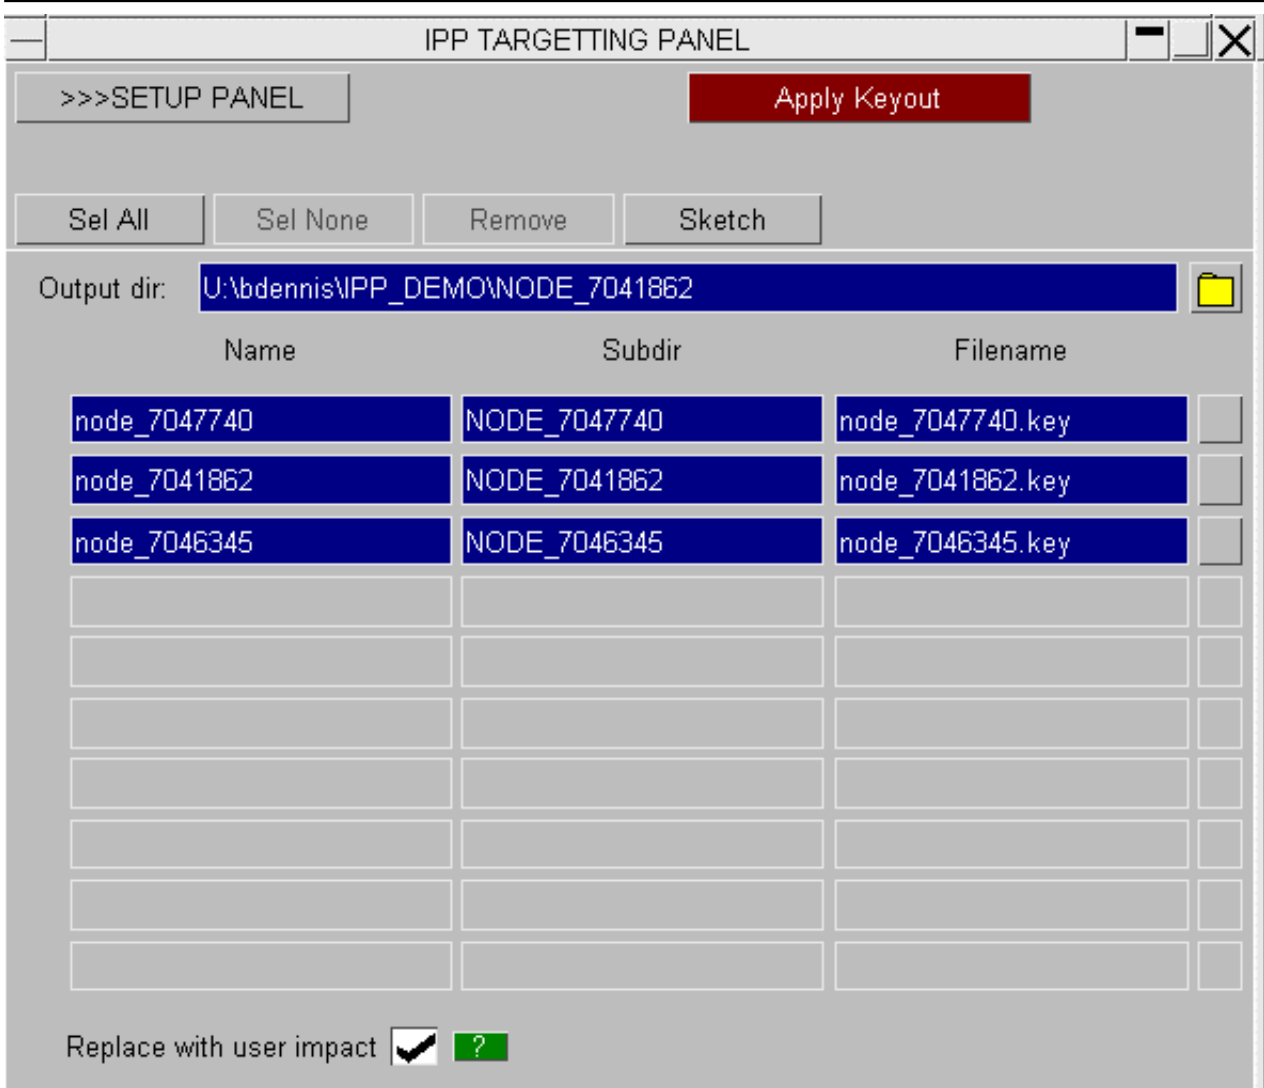 IPP TARGETTING PANEL
>>>SETUP PANEL Apply Keyout
Sel All Sel None Remove Sketch
Output dir: U:\bdennis\IPP_DEMO\NODE_7041862
Name Subdir Filename
node_7047740 NODE_7047740 node_7047740.key
node_7041862 NODE_7041862 node_7041862.key
node_7046345 NODE_7046345 node_7046345.key
Replace with user impact ?